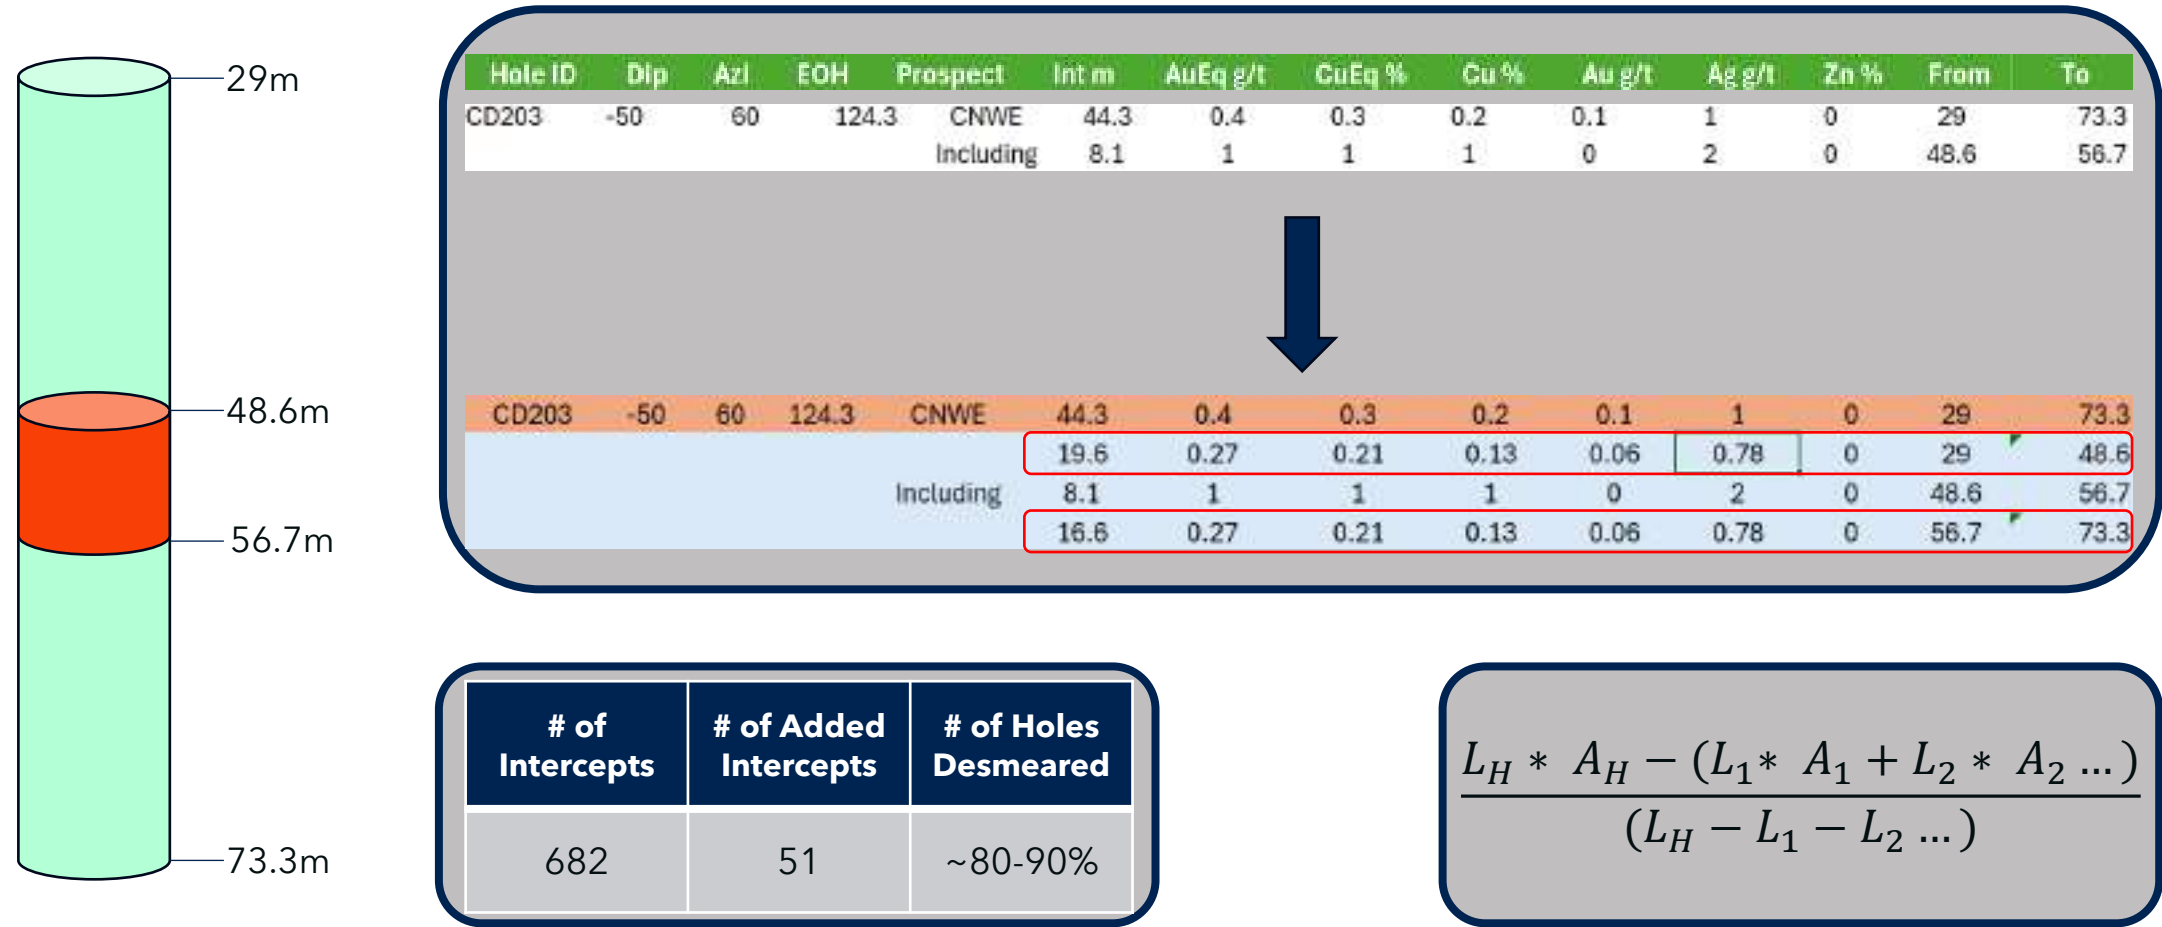 29m
48.6m
56.7m
73.3m
Hole ID Dip Azi EOH Prospect Int m AuEq g/t CuEq % Cu % Au g/t Ag g/t Zn % From To
CD203 -50 60 124.3 CNWE 44.3 0.4 0.3 0.2 0.1 1 0 29 73.3
Including 8.1 1 1 1 0 2 0 48.6 56.7
CD203 -50 60 124.3 CNWE 44.3 0.4 0.3 0.2 0.1 1 0 29 73.3
19.6 0.27 0.21 0.13 0.06 0.78 0 29 48.6
Including 8.1 1 1 1 0 2 0 48.6 56.7
16.6 0.27 0.21 0.13 0.06 0.78 0 56.7 73.3
# of Intercepts
# of Added Intercepts
# of Holes Desmeared
682 51 ~80-90%
L_H * A_H − (L_1 * A_1 + L_2 * A_2 ...)
(L_H − L_1 − L_2 ...)